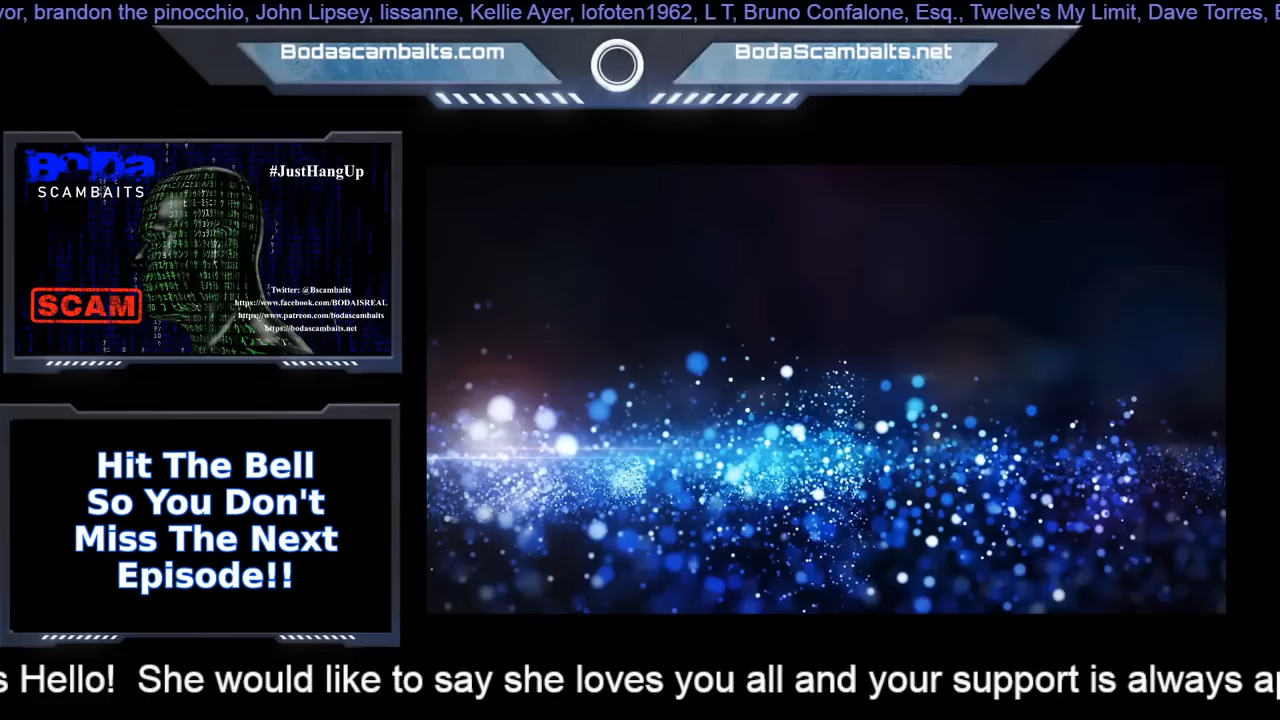 vor, brandon the pinocchio, John Lipsey, lissanne, Kellie Ayer, lofoten1962, L T, Bruno Confalone, Esq., Twelve's My Limit, Dave Torres,
Bodascambaits.com
BodaScambaits.net
BoDa
SCAMBAITS
#JustHangUp
SCAM
Twitter: @Bscambaits
https://www.facebook.com/BODAISREAL
https://www.patreon.com/bodascambaits
https://bodascambaits.net
Hit The Bell
So You Don't
Miss The Next
Episode!!
s Hello! She would like to say she loves you all and your support is always ap